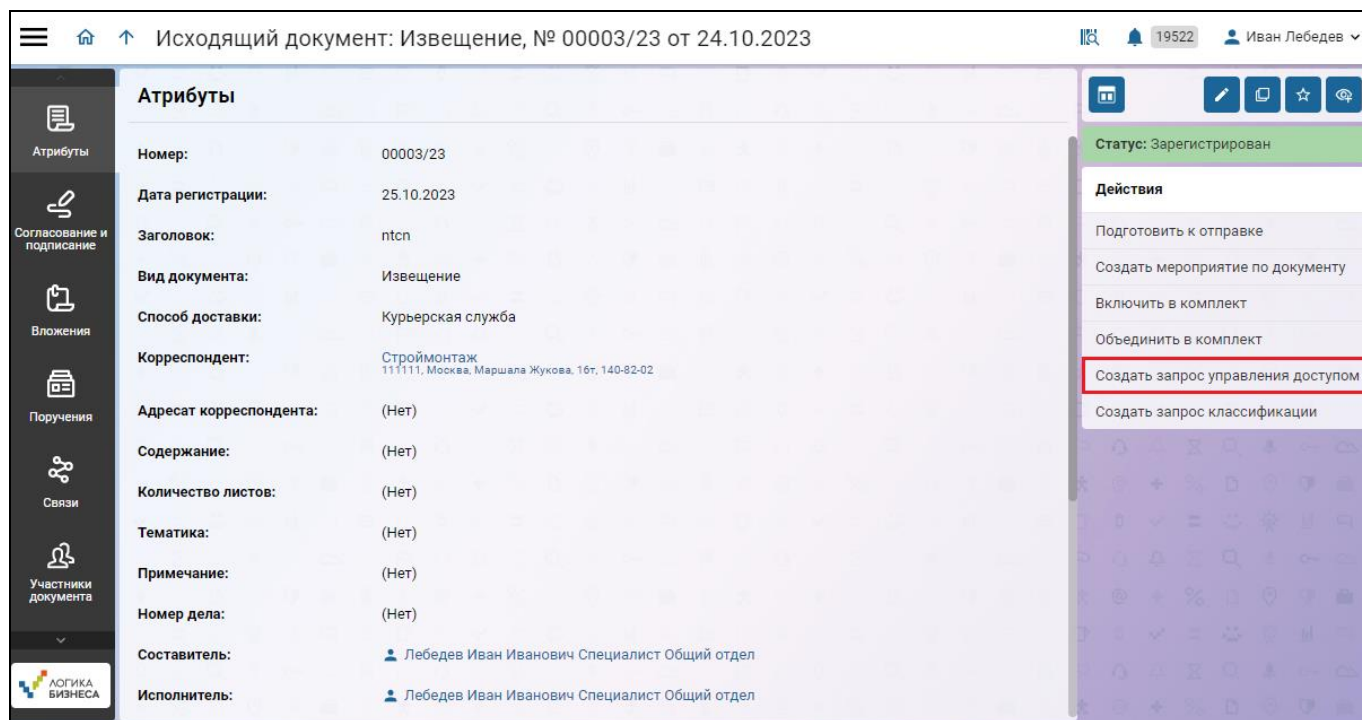 Исходящий документ: Извещение, № 00003/23 от 24.10.2023
19522
Иван Лебедев
Атрибуты
Согласование и
подписание
Вложения
Поручения
Связи
Участники
документа
ЛОГИКА
БИЗНЕСА
Атрибуты
Номер: 00003/23
Дата регистрации: 25.10.2023
Заголовок: ntcn
Вид документа: Извещение
Способ доставки: Курьерская служба
Корреспондент: Строймонтаж
111111, Москва, Маршала Жукова, 16т, 140-82-02
Адресат корреспондента: (Нет)
Содержание: (Нет)
Количество листов: (Нет)
Тематика: (Нет)
Примечание: (Нет)
Номер дела: (Нет)
Составитель: Лебедев Иван Иванович Специалист Общий отдел
Исполнитель: Лебедев Иван Иванович Специалист Общий отдел
Статус: Зарегистрирован
Действия
Подготовить к отправке
Создать мероприятие по документу
Включить в комплект
Объединить в комплект
Создать запрос управления доступом
Создать запрос классификации